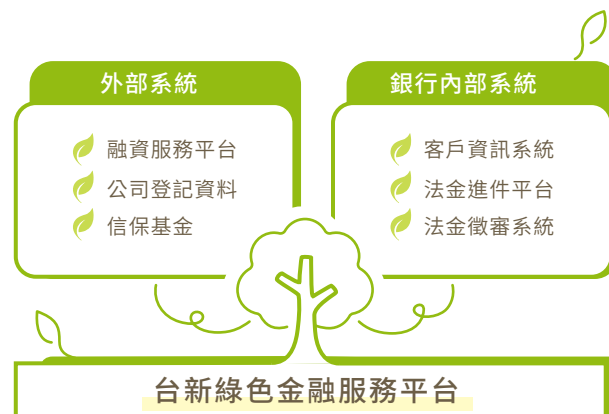 外部系統
融資服務平台
公司登記資料
信保基金
銀行內部系統
客戶資訊系統
法金進件平台
法金徵審系統
台新綠色金融服務平台